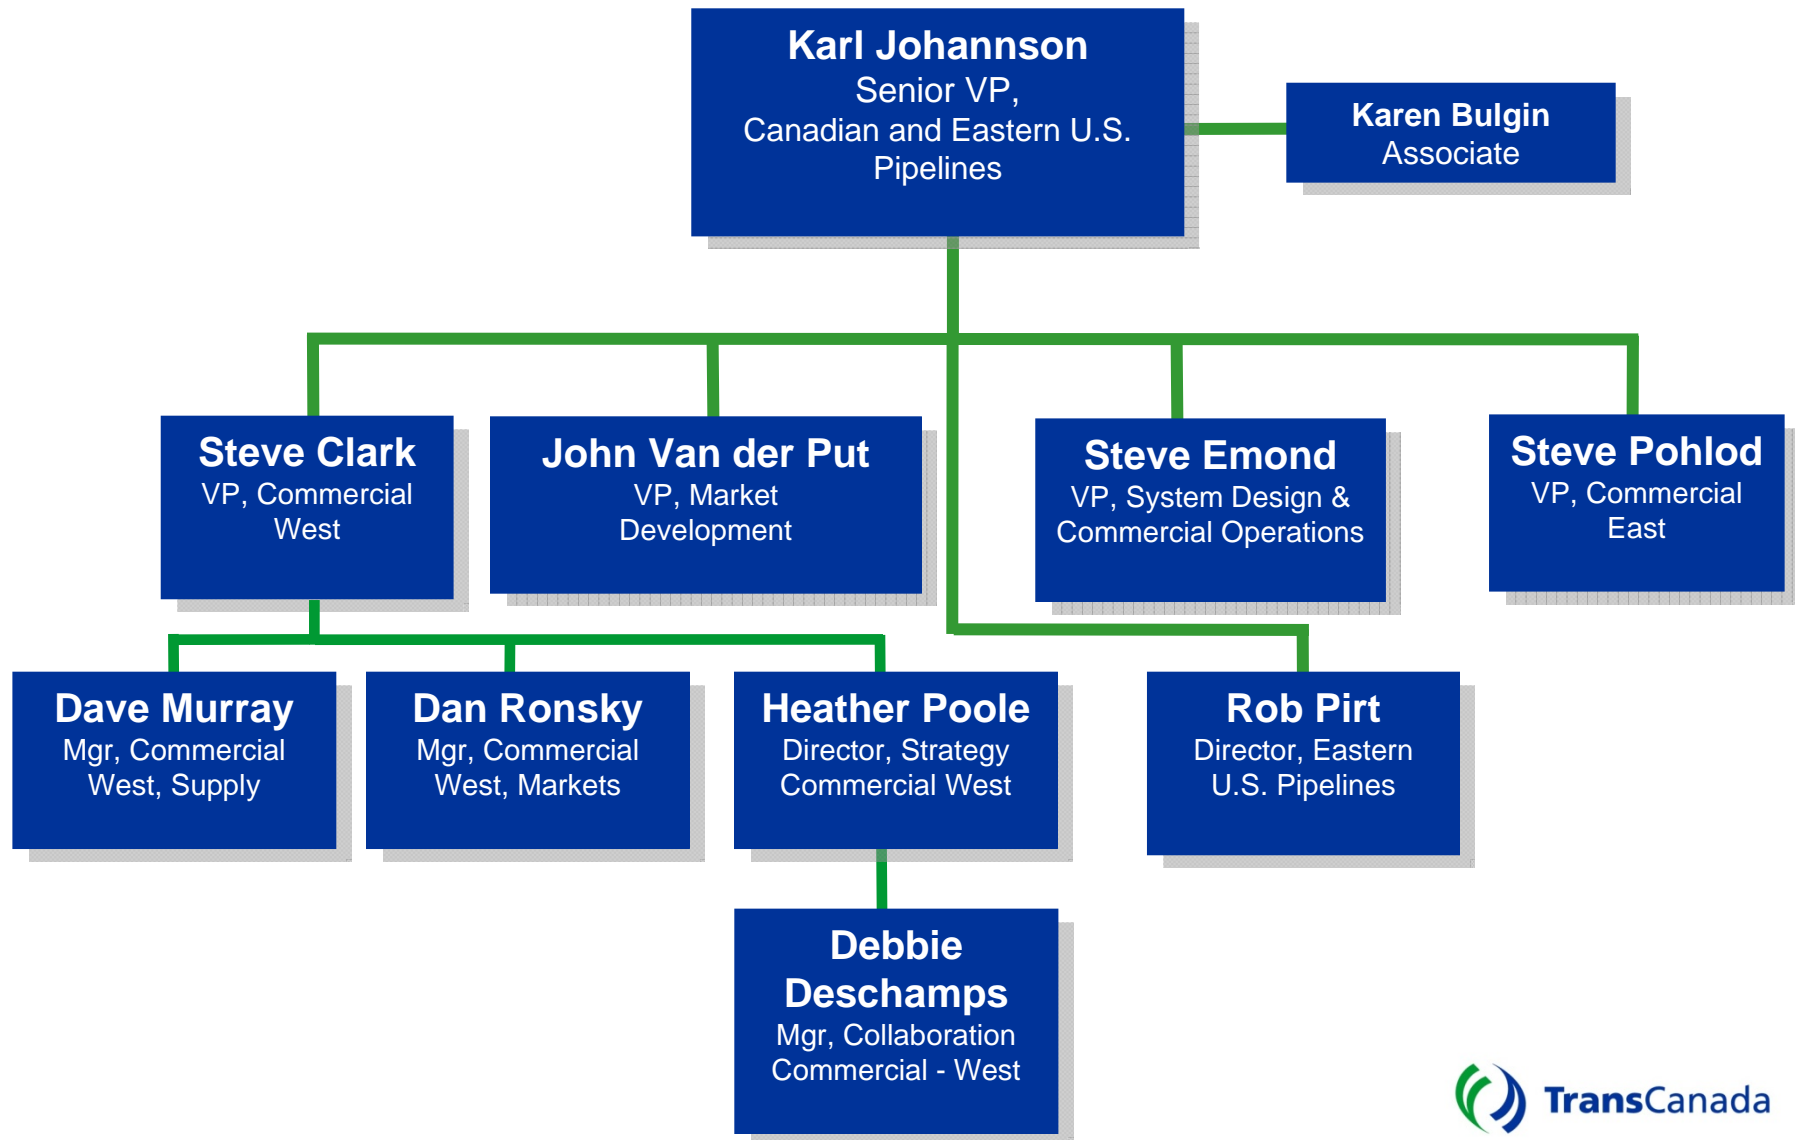 Karl Johannson
Senior VP,
Canadian and Eastern U.S.
Pipelines
Karen Bulgin
Associate
Steve Clark
VP, Commercial
West
John Van der Put
VP, Market
Development
Steve Emond
VP, System Design &
Commercial Operations
Steve Pohlod
VP, Commercial
East
Dave Murray
Mgr, Commercial
West, Supply
Dan Ronsky
Mgr, Commercial
West, Markets
Heather Poole
Director, Strategy
Commercial West
Rob Pirt
Director, Eastern
U.S. Pipelines
Debbie
Deschamps
Mgr, Collaboration
Commercial - West
TransCanada